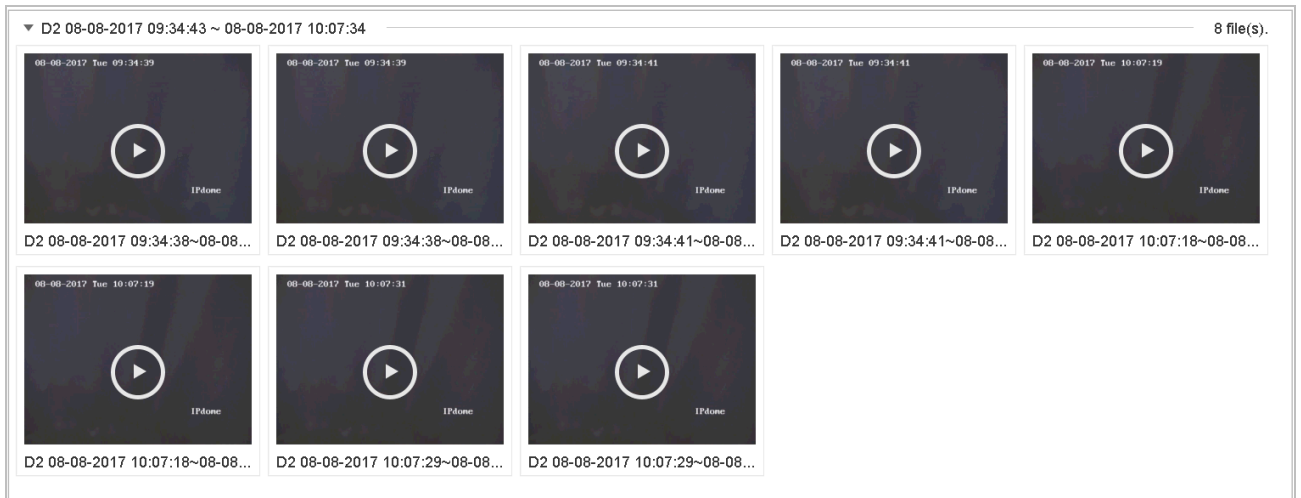 D2 08-08-2017 09:34:43 ~ 08-08-2017 10:07:34 8 file(s).
08-08-2017 Tue 09:34:39
IPdome
D2 08-08-2017 09:34:38~08-08...
08-08-2017 Tue 09:34:39
IPdome
D2 08-08-2017 09:34:38~08-08...
08-08-2017 Tue 09:34:41
IPdome
D2 08-08-2017 09:34:41~08-08...
08-08-2017 Tue 09:34:41
IPdome
D2 08-08-2017 09:34:41~08-08...
08-08-2017 Tue 10:07:19
IPdome
D2 08-08-2017 10:07:18~08-08...
08-08-2017 Tue 10:07:19
IPdome
D2 08-08-2017 10:07:18~08-08...
08-08-2017 Tue 10:07:31
IPdome
D2 08-08-2017 10:07:29~08-08...
08-08-2017 Tue 10:07:31
IPdome
D2 08-08-2017 10:07:29~08-08...